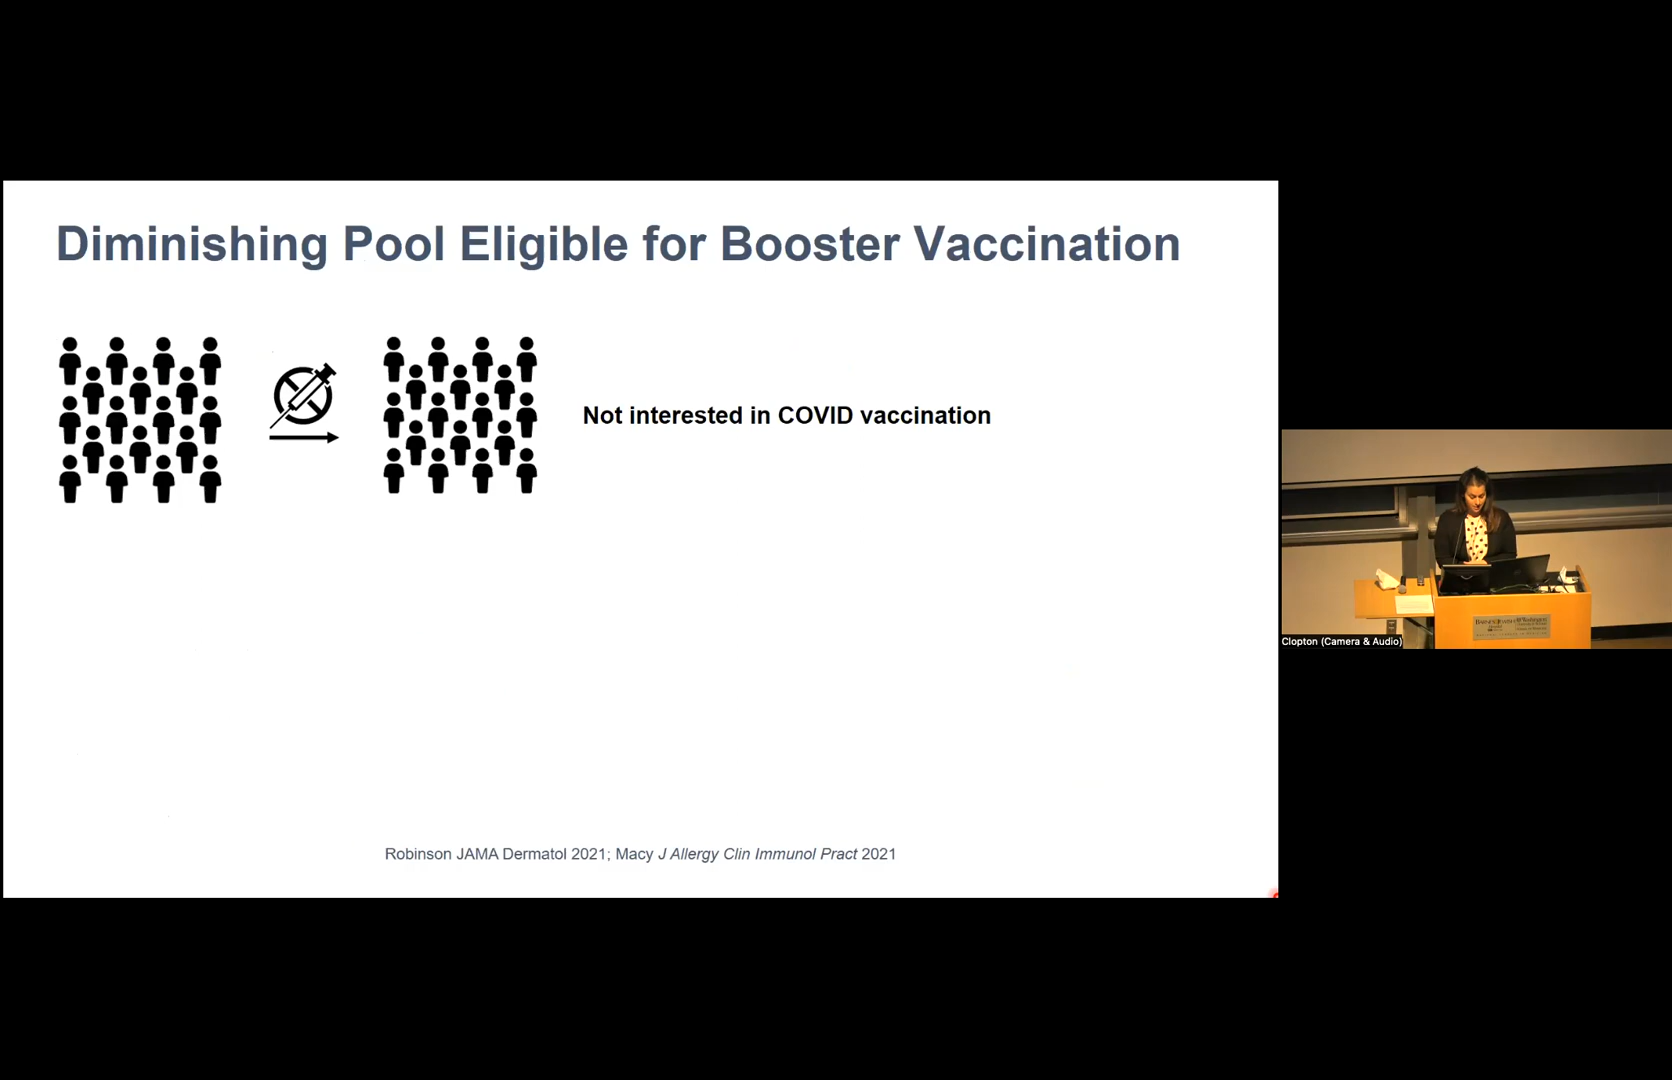 Diminishing Pool Eligible for Booster Vaccination
Not interested in COVID vaccination
Robinson JAMA Dermatol 2021; Macy J Allergy Clin Immunol Pract 2021
Clopton (Camera & Audio)